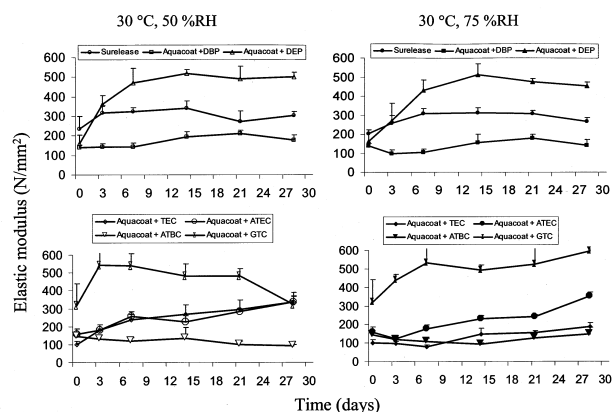 30 °C, 50 %RH
30 °C, 75 %RH
Surelease Aquacoat +DBP Aquacoat + DEP
Surelease Aquacoat +DBP Aquacoat + DEP
600
500
400
300
200
100
0
0 3 6 9 12 15 18 21 24 27 30
600
500
400
300
200
100
0
0 3 6 9 12 15 18 21 24 27 30
Elastic modulus (N/mm²)
Aquacoat + TEC Aquacoat + ATEC
Aquacoat + ATBC Aquacoat + GTC
Aquacoat + TEC Aquacoat + ATEC
Aquacoat + ATBC Aquacoat + GTC
600
500
400
300
200
100
0
0 3 6 9 12 15 18 21 24 27 30
600
500
400
300
200
100
0
0 3 6 9 12 15 18 21 24 27 30
Time (days)